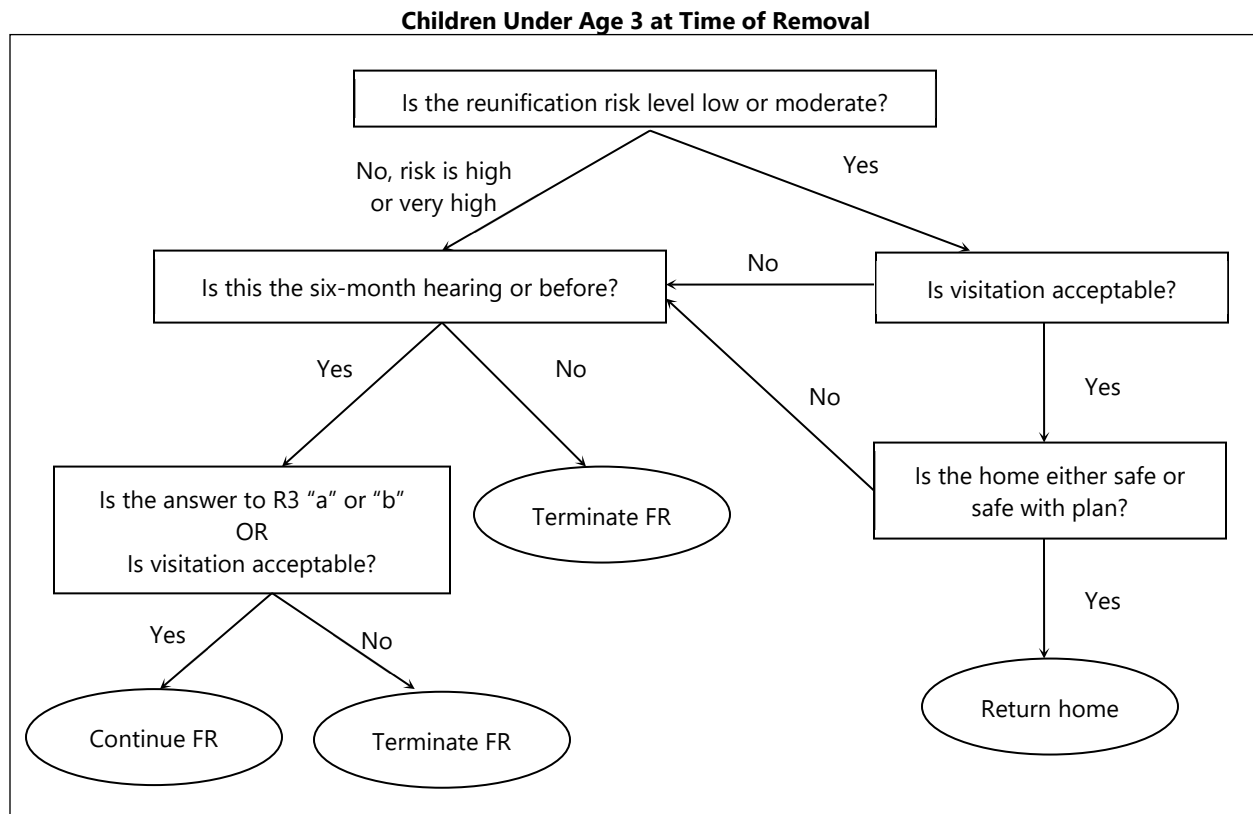 Children Under Age 3 at Time of Removal
Is the reunification risk level low or moderate?
No, risk is high
or very high
Yes
Is this the six-month hearing or before?
No
Is visitation acceptable?
Yes
No
No
Yes
Is the answer to R3 “a” or “b”
OR
Is visitation acceptable?
Terminate FR
Is the home either safe or
safe with plan?
Yes
No
Yes
Continue FR
Terminate FR
Return home